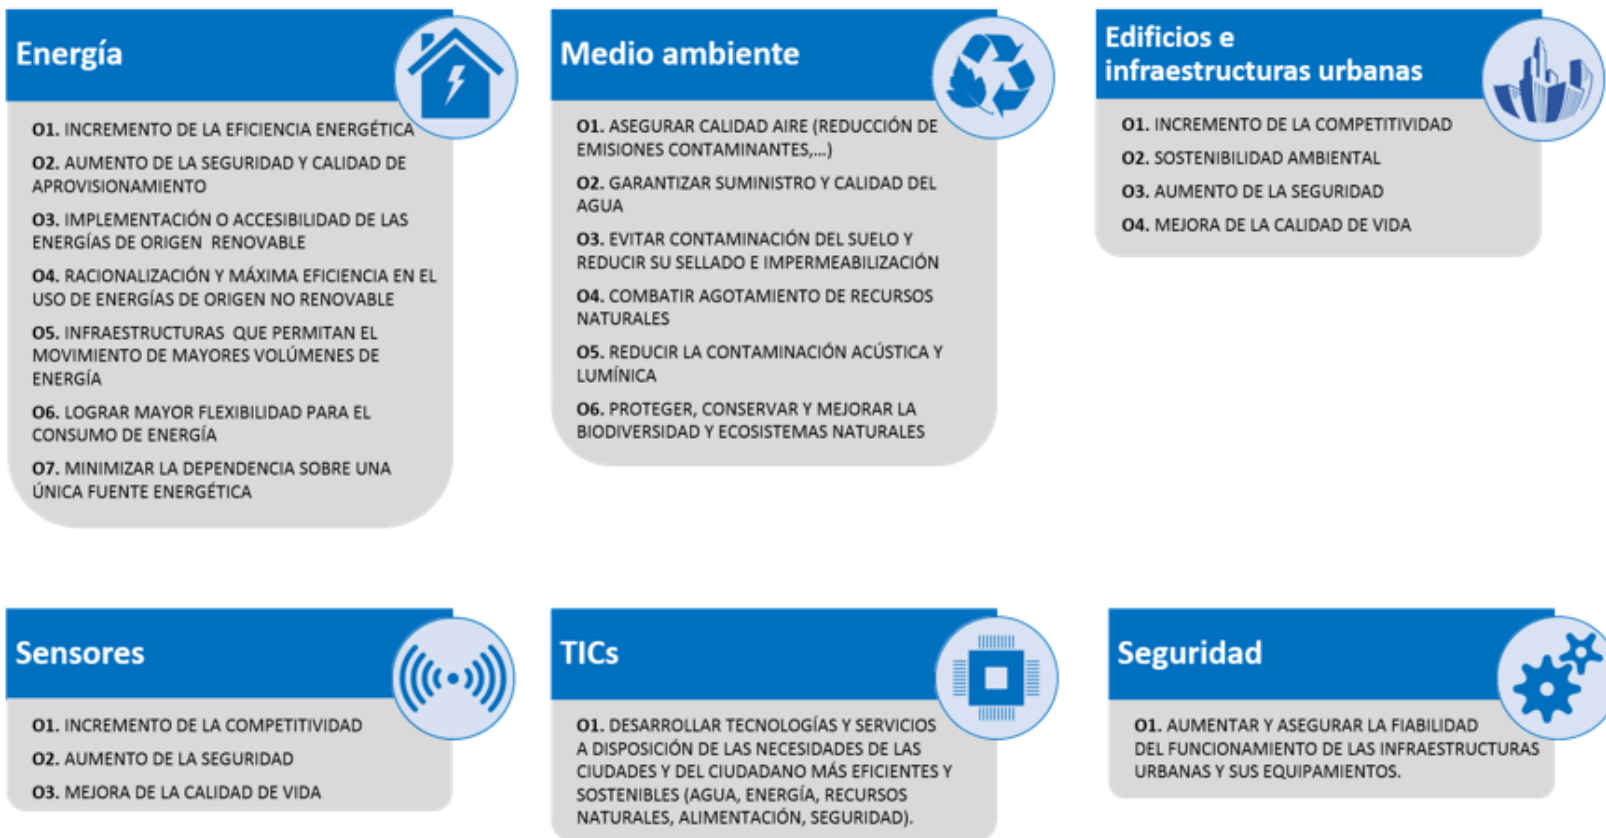 Energía
O1. INCREMENTO DE LA EFICIENCIA ENERGÉTICA
O2. AUMENTO DE LA SEGURIDAD Y CALIDAD DE
APROVISIONAMIENTO
O3. IMPLEMENTACIÓN O ACCESIBILIDAD DE LAS
ENERGÍAS DE ORIGEN RENOVABLE
O4. RACIONALIZACIÓN Y MÁXIMA EFICIENCIA EN EL
USO DE ENERGÍAS DE ORIGEN NO RENOVABLE
O5. INFRAESTRUCTURAS QUE PERMITAN EL
MOVIMIENTO DE MAYORES VOLÚMENES DE
ENERGÍA
O6. LOGRAR MAYOR FLEXIBILIDAD PARA EL
CONSUMO DE ENERGÍA
O7. MINIMIZAR LA DEPENDENCIA SOBRE UNA
ÚNICA FUENTE ENERGÉTICA
Medio ambiente
O1. ASEGURAR CALIDAD AIRE (REDUCCIÓN DE
EMISIONES CONTAMINANTES,...)
O2. GARANTIZAR SUMINISTRO Y CALIDAD DEL
AGUA
O3. EVITAR CONTAMINACIÓN DEL SUELO Y
REDUCIR SU SELLADO E IMPERMEABILIZACIÓN
O4. COMBATIR AGOTAMIENTO DE RECURSOS
NATURALES
O5. REDUCIR LA CONTAMINACIÓN ACÚSTICA Y
LUMÍNICA
O6. PROTEGER, CONSERVAR Y MEJORAR LA
BIODIVERSIDAD Y ECOSISTEMAS NATURALES
Edificios e
infraestructuras urbanas
O1. INCREMENTO DE LA COMPETITIVIDAD
O2. SOSTENIBILIDAD AMBIENTAL
O3. AUMENTO DE LA SEGURIDAD
O4. MEJORA DE LA CALIDAD DE VIDA
Sensores
O1. INCREMENTO DE LA COMPETITIVIDAD
O2. AUMENTO DE LA SEGURIDAD
O3. MEJORA DE LA CALIDAD DE VIDA
TICs
O1. DESARROLLAR TECNOLOGÍAS Y SERVICIOS
A DISPOSICIÓN DE LAS NECESIDADES DE LAS
CIUDADES Y DEL CIUDADANO MÁS EFICIENTES Y
SOSTENIBLES (AGUA, ENERGÍA, RECURSOS
NATURALES, ALIMENTACIÓN, SEGURIDAD).
Seguridad
O1. AUMENTAR Y ASEGURAR LA FIABILIDAD
DEL FUNCIONAMIENTO DE LAS INFRAESTRUCTURAS
URBANAS Y SUS EQUIPAMIENTOS.